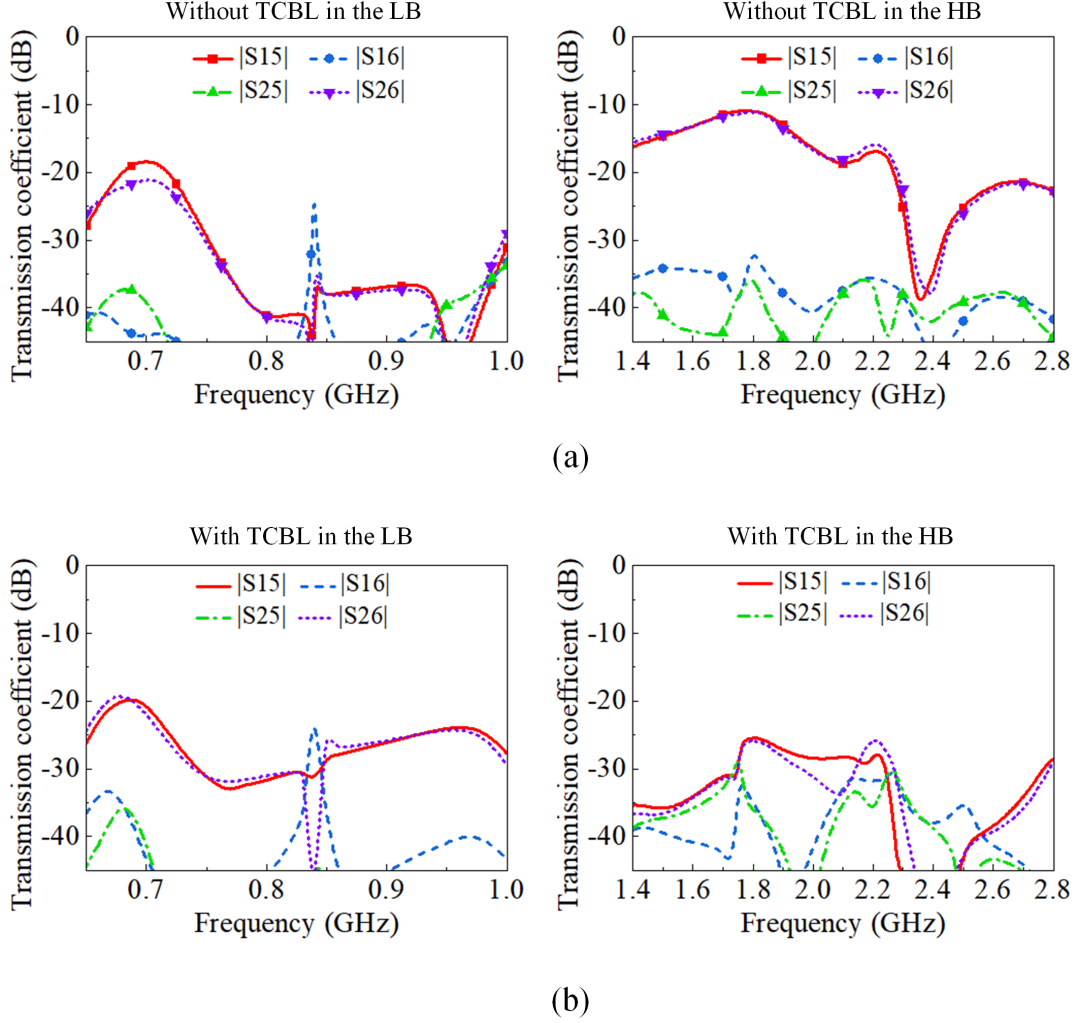 Without TCBL in the LB
Without TCBL in the HB
Transmission coefficient (dB)
0
-10
-20
-30
-40
|S15|
|S16|
|S25|
|S26|
0.7
0.8
0.9
1.0
Frequency (GHz)
Transmission coefficient (dB)
0
-10
-20
-30
-40
|S15|
|S16|
|S25|
|S26|
1.4
1.6
1.8
2.0
2.2
2.4
2.6
2.8
Frequency (GHz)
(a)
With TCBL in the LB
With TCBL in the HB
Transmission coefficient (dB)
0
-10
-20
-30
-40
|S15|
|S16|
|S25|
|S26|
0.7
0.8
0.9
1.0
Frequency (GHz)
Transmission coefficient (dB)
0
-10
-20
-30
-40
|S15|
|S16|
|S25|
|S26|
1.4
1.6
1.8
2.0
2.2
2.4
2.6
2.8
Frequency (GHz)
(b)